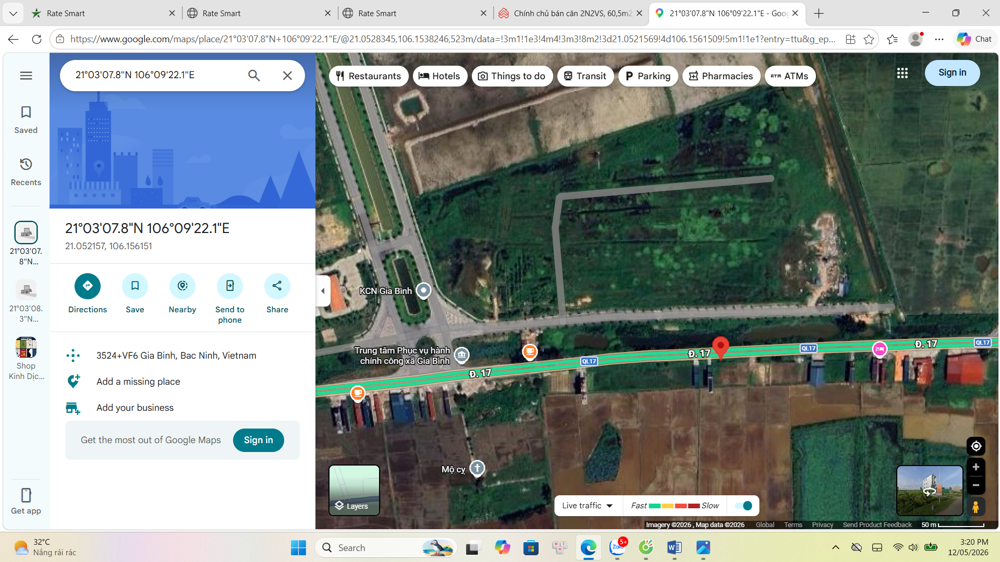 Rate Smart
Rate Smart
Rate Smart
Chính chủ bán căn 2N2VS, 60,5m2
21°03'07.8"N 106°09'22.1"E - Goog
https://www.google.com/maps/place/21°03'07.8"N+106°09'22.1"E/@21.0528345,106.1538246,523m/data=!3m1!1e3!4m4!3m3!8m2!3d21.0521569!4d106.1561509!5m1!1e1?entry=ttu&g_ep...
Chat
21°03'07.8"N 106°09'22.1"E
Restaurants
Hotels
Things to do
Transit
Parking
Pharmacies
ATMs
Sign in
Saved
Recents
21°03'07.
8"N...
21°03'08.
3"N...
Shop
Kinh Dịc...
Get app
21°03'07.8"N 106°09'22.1"E
21.052157, 106.156151
Directions
Save
Nearby
Send to
phone
Share
3524+VF6 Gia Bình, Bac Ninh, Vietnam
Add a missing place
Add your business
Get the most out of Google Maps
Sign in
KCN Gia Bình
Trung tâm Phục vụ hành
chính công xã Gia Bình
Đ. 17
QL17
Đ. 17
QL17
Đ. 17
QL17
Mộ cỵ
Layers
Live traffic
Fast
Slow
Imagery ©2026 , Map data ©2026
Global
Terms
Privacy
Send Product Feedback
50 m
32°C
Nắng rải rác
Search
Zalo
5+
3:20 PM
12/05/2026